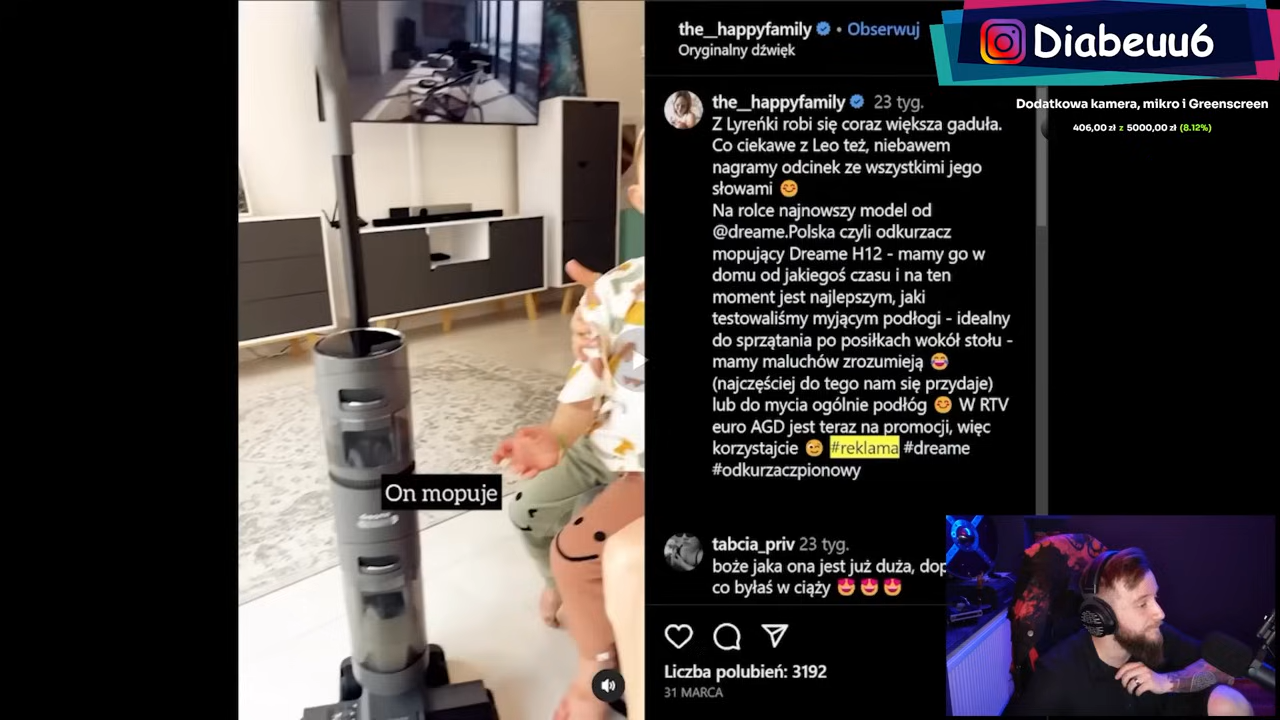 the__happyfamily • Obserwuj
Oryginalny dźwięk
the__happyfamily 23 tyg.
Z Lyreńki robi się coraz większa gaduła.
Co ciekawe z Leo też, niebawem
nagramy odcinek ze wszystkimi jego
słowami 😊
Na rolce najnowszy model od
@dreame.Polska czyli odkurzacz
mopujący Dreame H12 - mamy go w
domu od jakiegoś czasu i na ten
moment jest najlepszym, jaki
testowaliśmy myjącym podłogi - idealny
do sprzątania po posiłkach wokół stołu -
mamy maluchów zrozumieją 😂
(najczęściej do tego nam się przydaje)
lub do mycia ogólnie podłóg 😊 W RTV
euro AGD jest teraz na promocji, więc
korzystajcie 😉 #reklama #dreame
#odkurzaczpionowy
tabcia_priv 23 tyg.
boże jaka ona jest już duża, dop
co byłaś w ciąży 😍😍😍
Liczba polubień: 3192
31 MARCA
On mopuje
Diabeuu6
Dodatkowa kamera, mikro i Greenscreen
406,00 zł z 5000,00 zł (8.12%)